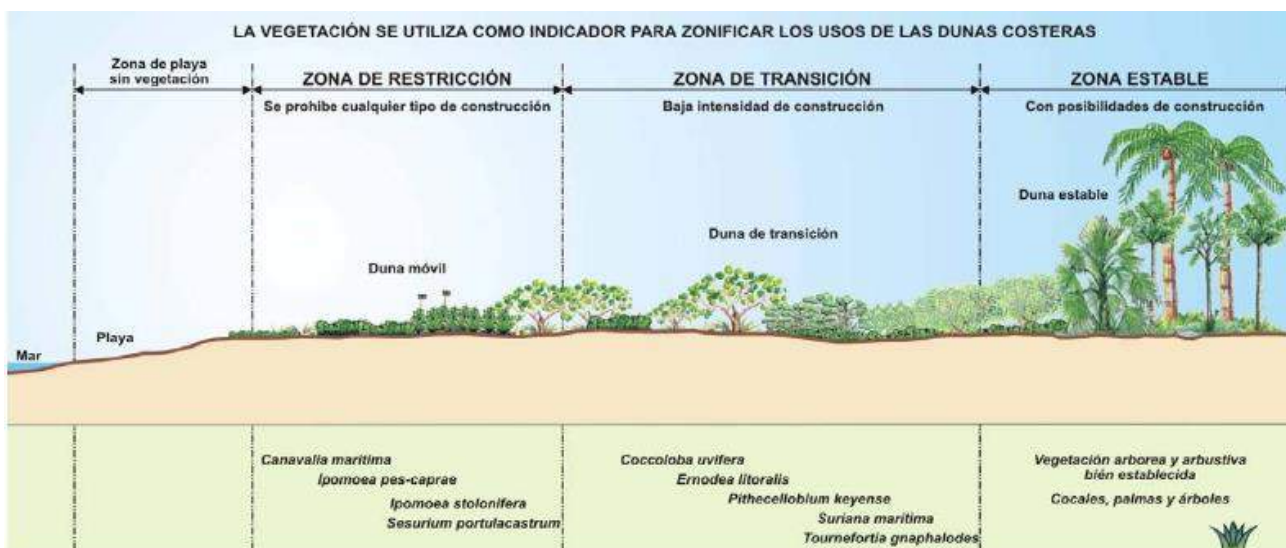 LA VEGETACIÓN SE UTILIZA COMO INDICADOR PARA ZONIFICAR LOS USOS DE LAS DUNAS COSTERAS
Zona de playa
sin vegetación
ZONA DE RESTRICCIÓN
Se prohibe cualquier tipo de construcción
ZONA DE TRANSICIÓN
Baja intensidad de construcción
ZONA ESTABLE
Con posibilidades de construcción
Duna estable
Duna de transición
Duna móvil
Playa
Mar
Canavalia marítima
Ipomoea pes-caprae
Ipomoea stolonifera
Sesurium portulacastrum
Coccoloba uvifera
Ernodea litoralis
Pithecellobium keyense
Suriana marítima
Tournefortia gnaphalodes
Vegetación arborea y arbustiva
bién establecida
Cocales, palmas y árboles